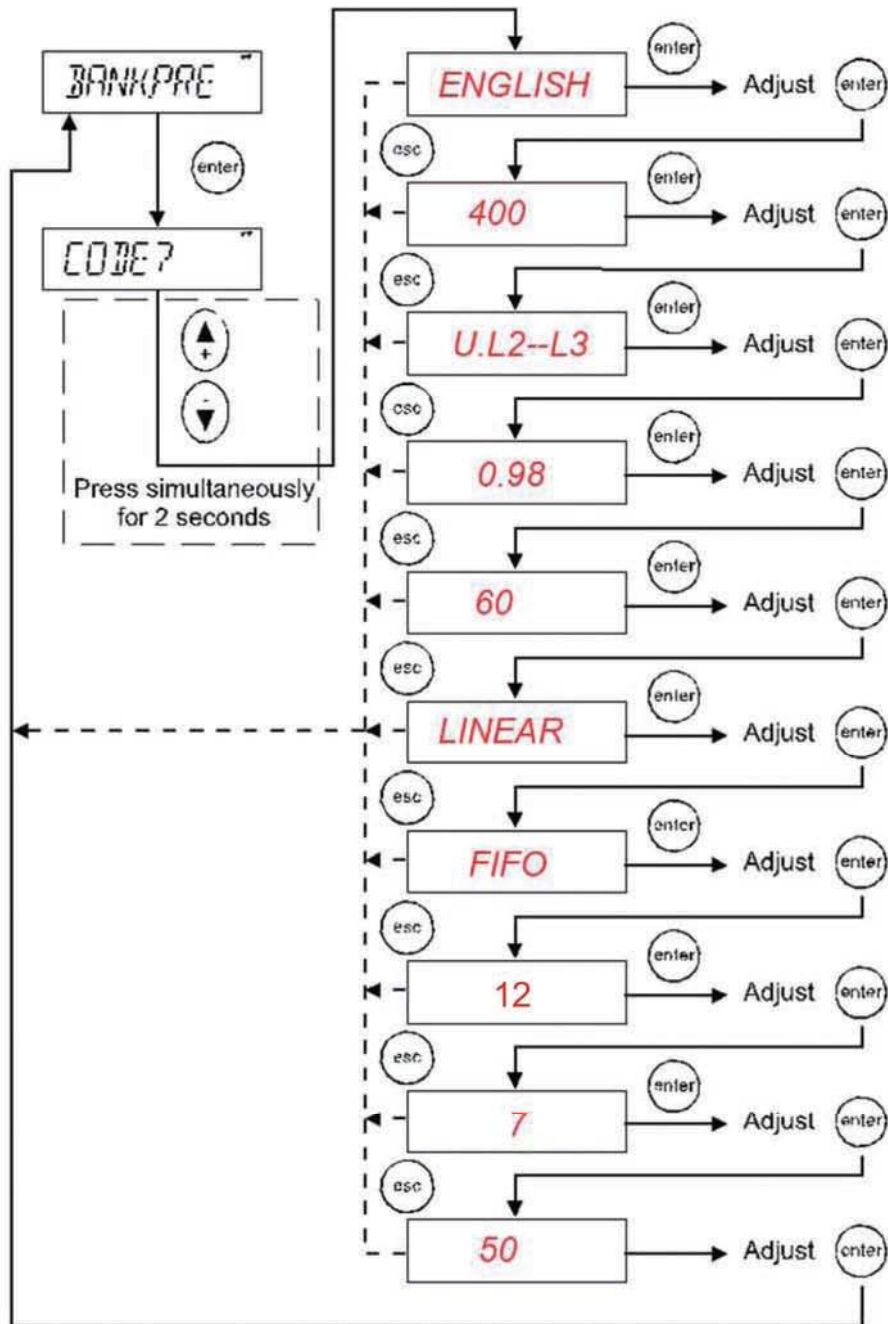 BANKPRE
enter
CODE?
+
-
Press simultaneously
for 2 seconds
ENGLISH
enter
Adjust
enter
esc
400
enter
Adjust
enter
esc
U.L2--L3
enter
Adjust
enter
esc
0.98
enter
Adjust
enter
esc
60
enter
Adjust
enter
esc
LINEAR
enter
Adjust
enter
esc
FIFO
enter
Adjust
enter
esc
12
enter
Adjust
enter
esc
7
enter
Adjust
enter
esc
50
Adjust
enter